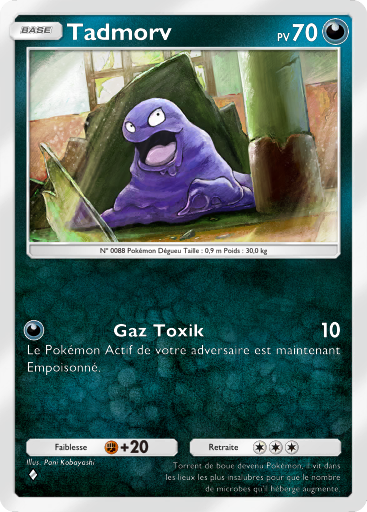 BASE Tadmorv PV 70
N° 0088 Pokémon Dégueu Taille : 0,9 m Poids : 30,0 kg
Gaz Toxik 10
Le Pokémon Actif de votre adversaire est maintenant
Empoisonné.
Faiblesse +20 Retraite
Illus. Pani Kobayashi
Torrent de boue devenu Pokémon, il vit dans
les lieux les plus insalubres pour que le nombre
de microbes qu'il héberge augmente.